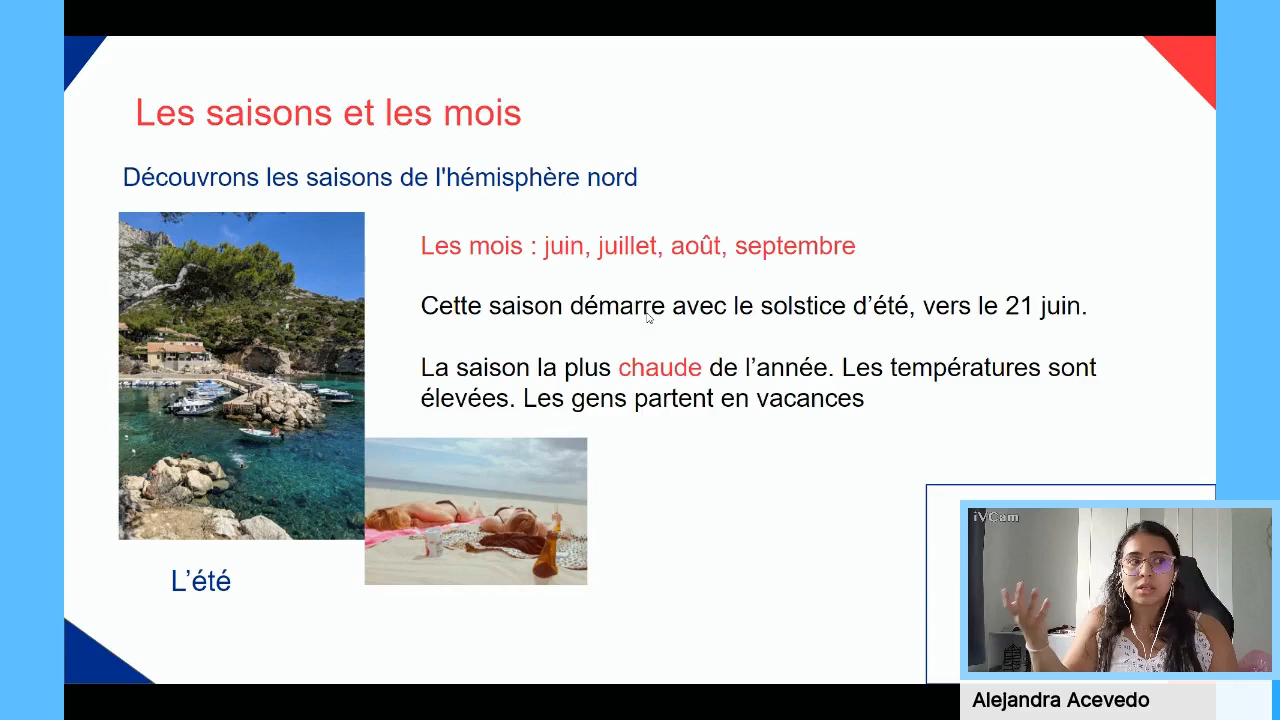 Les saisons et les mois
Découvrons les saisons de l'hémisphère nord
Les mois : juin, juillet, août, septembre
Cette saison démarre avec le solstice d’été, vers le 21 juin.
La saison la plus chaude de l’année. Les températures sont
élevées. Les gens partent en vacances
L’été
iVCam
Alejandra Acevedo